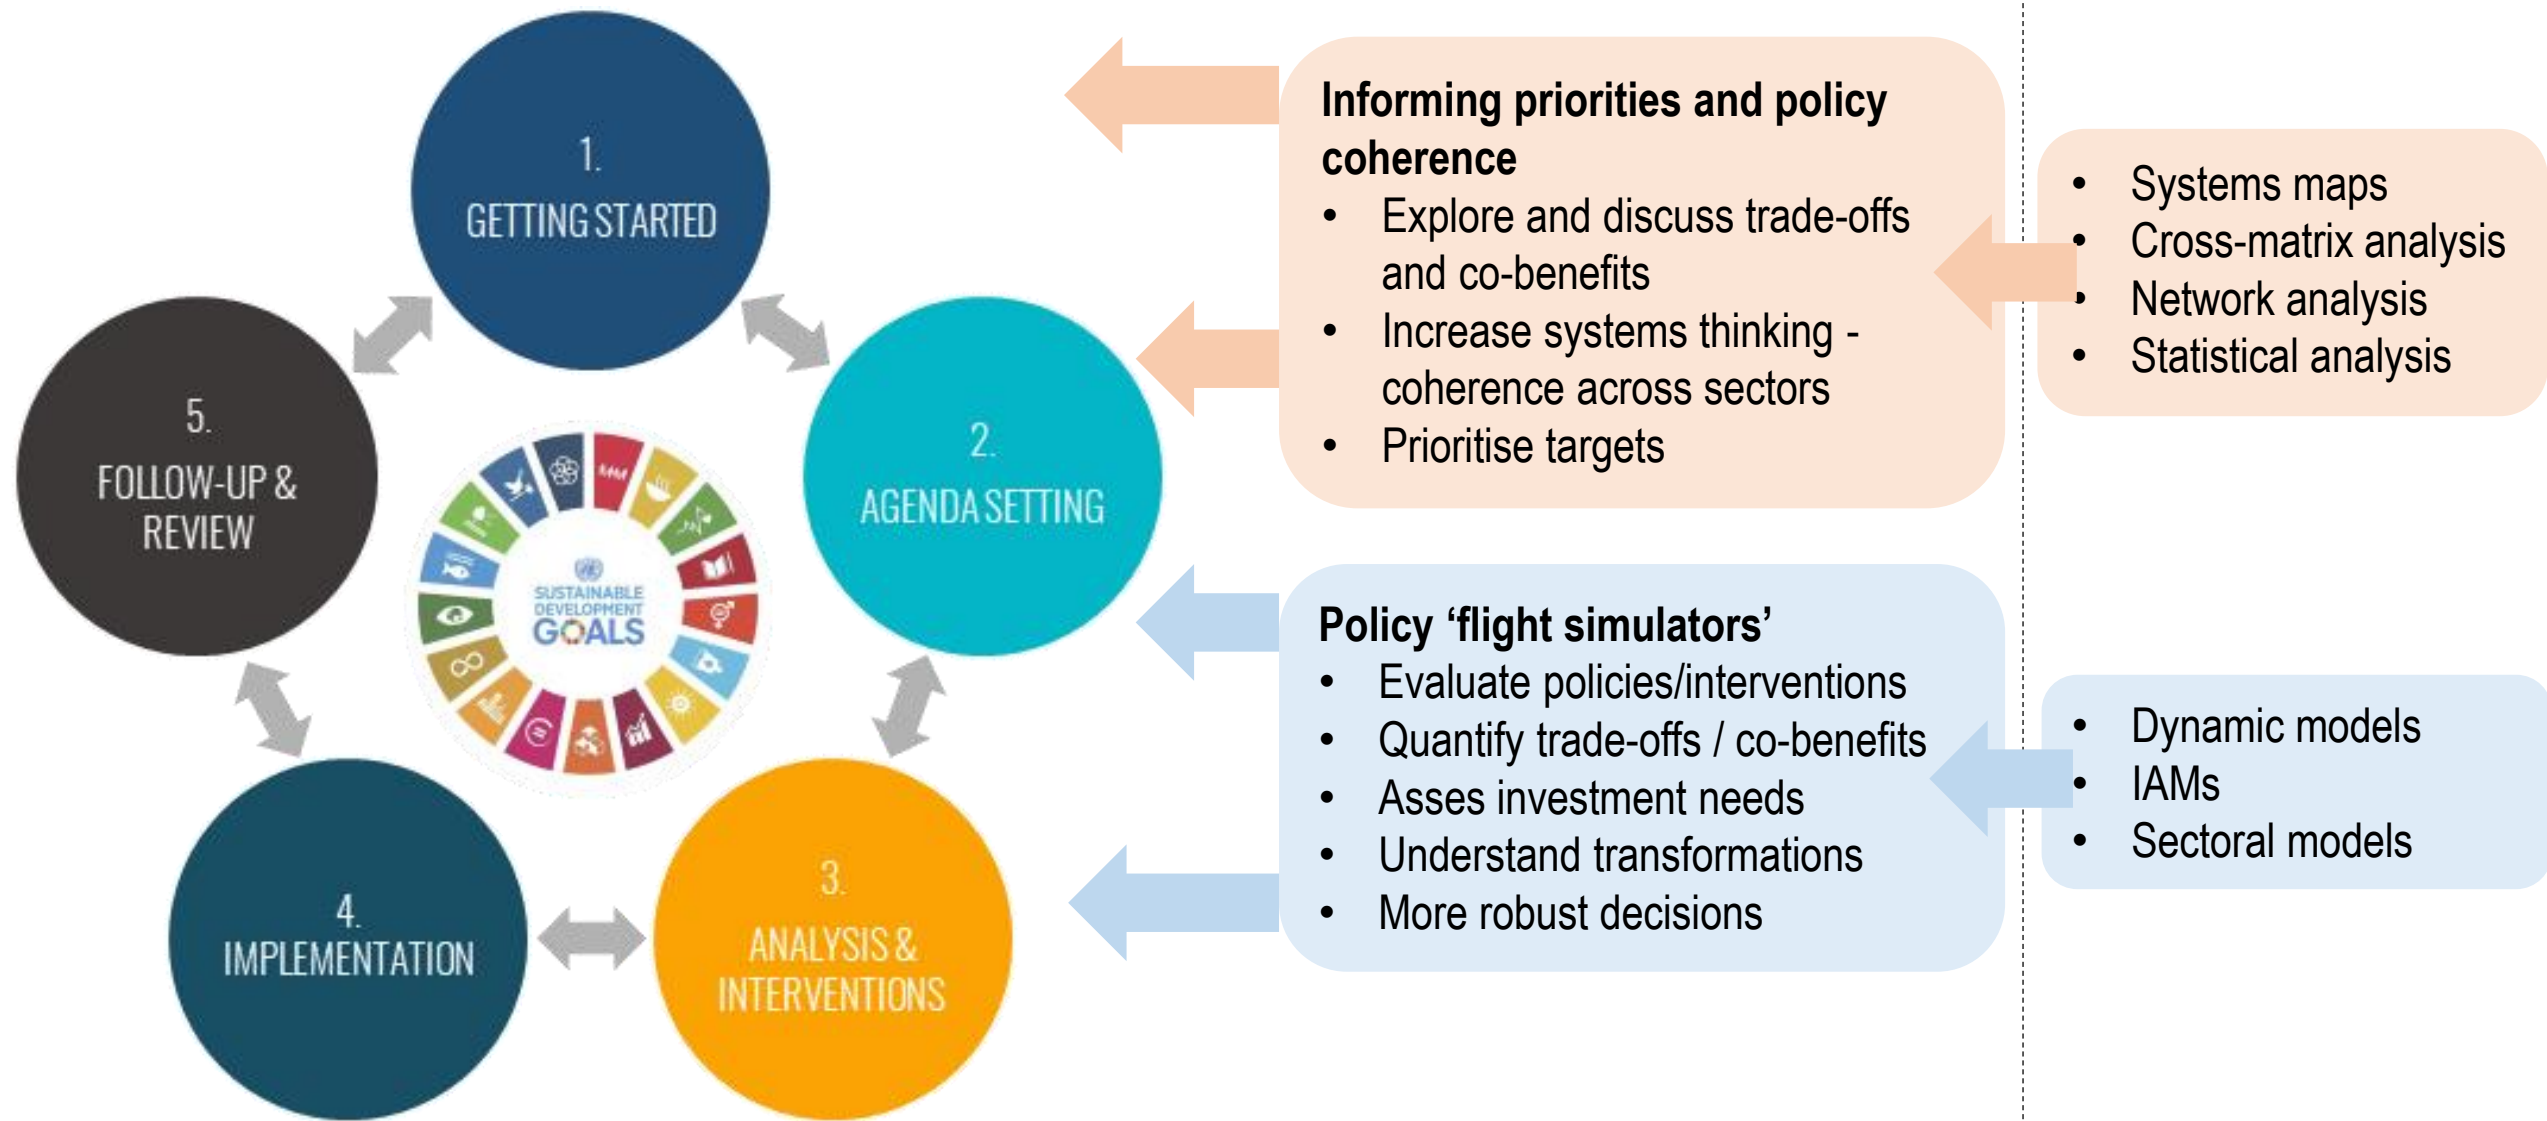 1.
GETTING STARTED
2.
AGENDA SETTING
3.
ANALYSIS &
INTERVENTIONS
4.
IMPLEMENTATION
5.
FOLLOW-UP &
REVIEW
SUSTAINABLE
DEVELOPMENT
GOALS
Informing priorities and policy
coherence
• Explore and discuss trade-offs
and co-benefits
• Increase systems thinking -
coherence across sectors
• Prioritise targets
• Systems maps
• Cross-matrix analysis
• Network analysis
• Statistical analysis
Policy ‘flight simulators’
• Evaluate policies/interventions
• Quantify trade-offs / co-benefits
• Asses investment needs
• Understand transformations
• More robust decisions
• Dynamic models
• IAMs
• Sectoral models